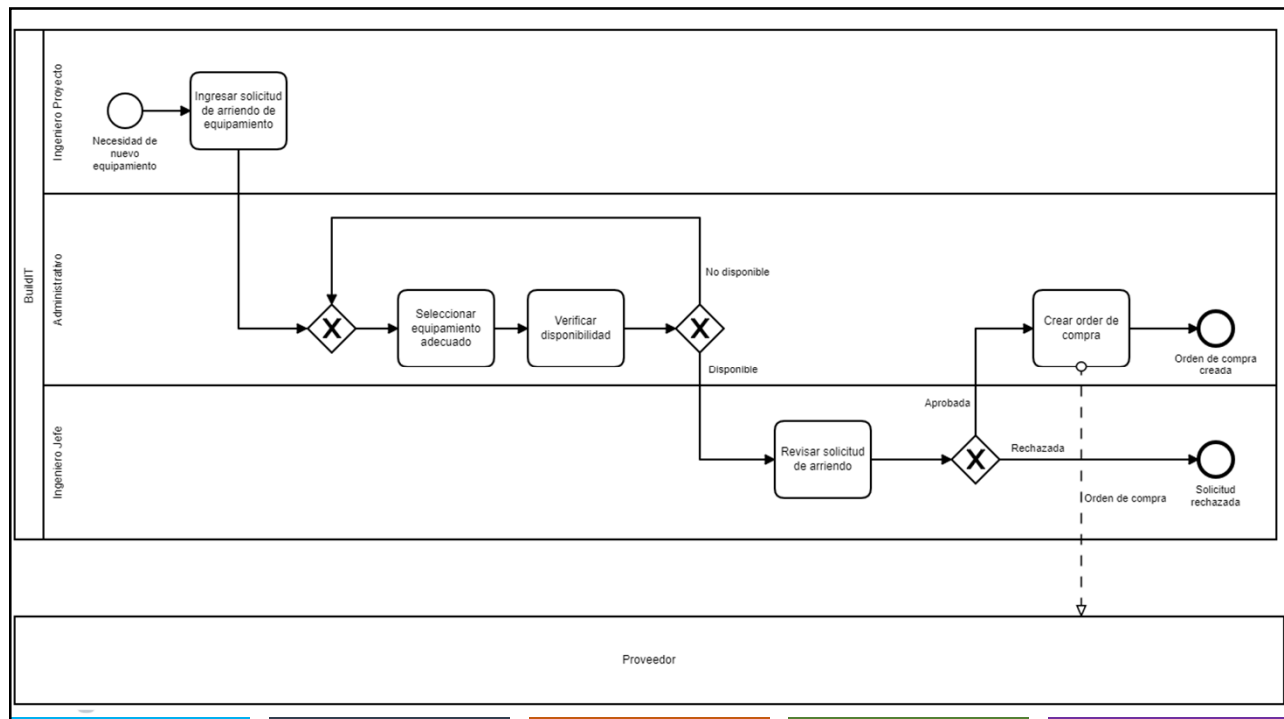 BuildIT
Ingeniero Proyecto
Necesidad de
nuevo
equipamiento
Ingresar solicitud
de arriendo de
equipamiento
Administrativo
Seleccionar
equipamiento
adecuado
Verificar
disponibilidad
No disponible
Disponible
Crear order de
compra
Orden de compra
creada
Ingeniero Jefe
Revisar solicitud
de arriendo
Aprobada
Rechazada
Solicitud
rechazada
Orden de compra
Proveedor